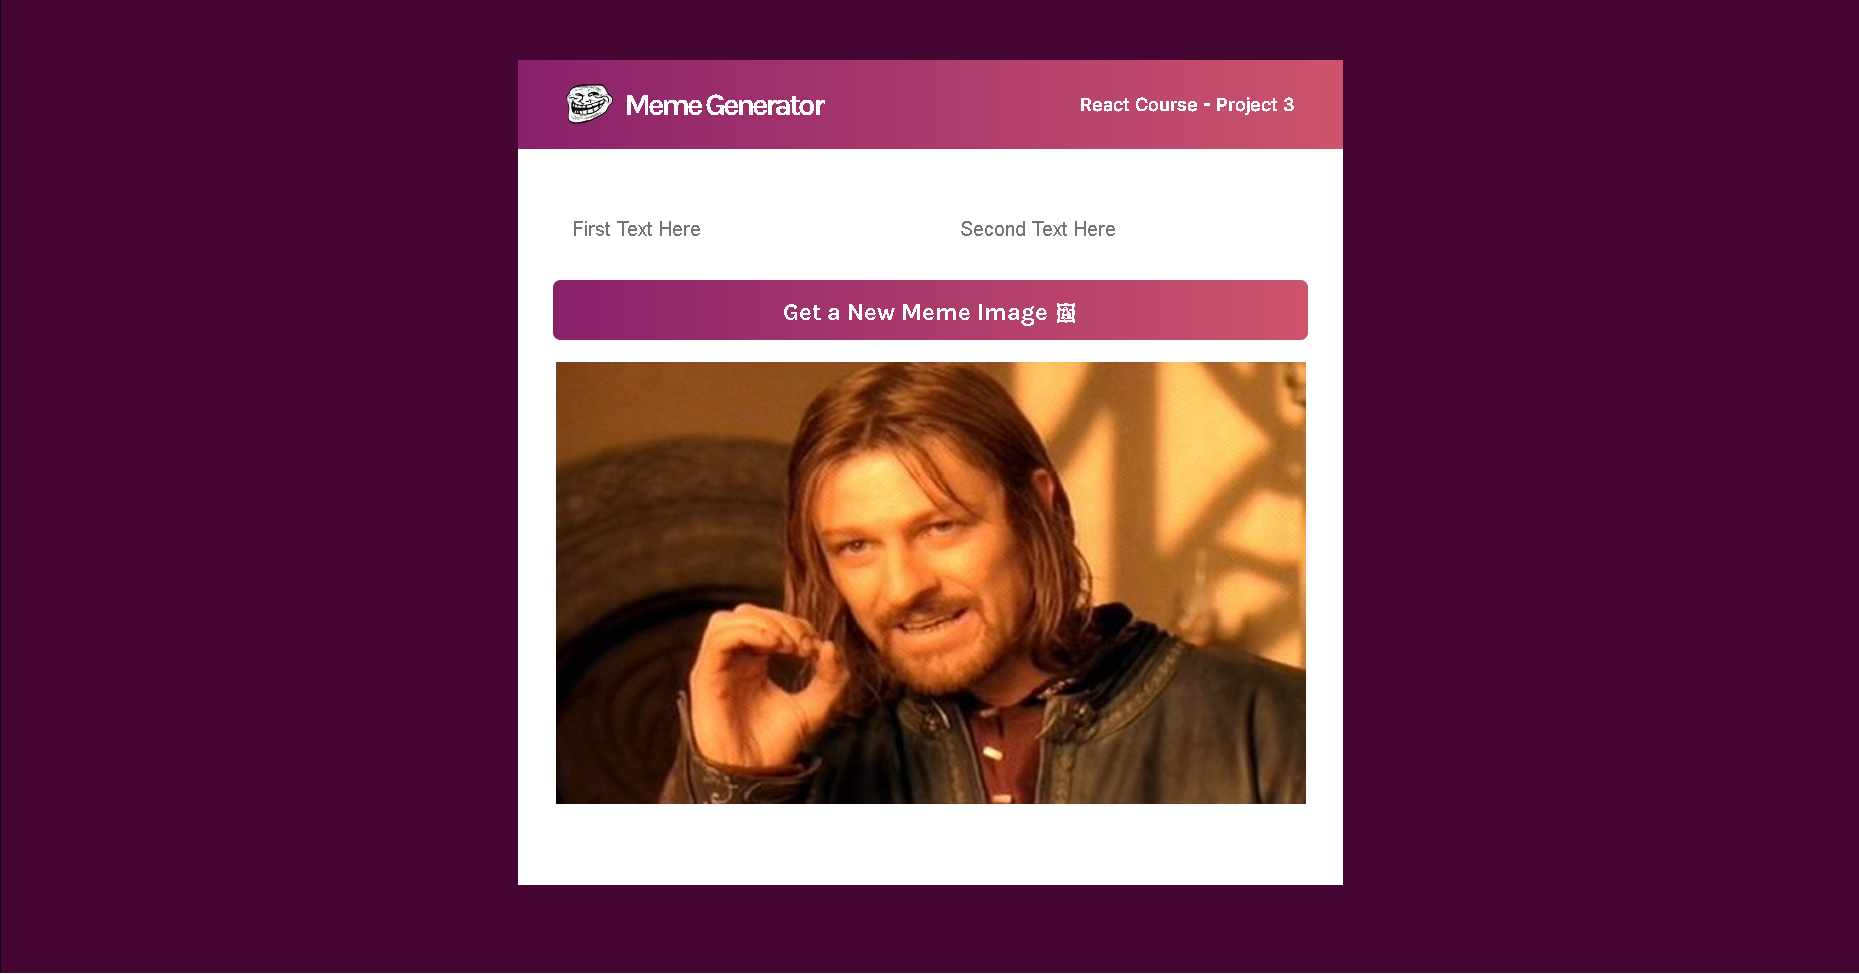 Meme Generator
React Course - Project 3
First Text Here
Second Text Here
Get a New Meme Image 🖼